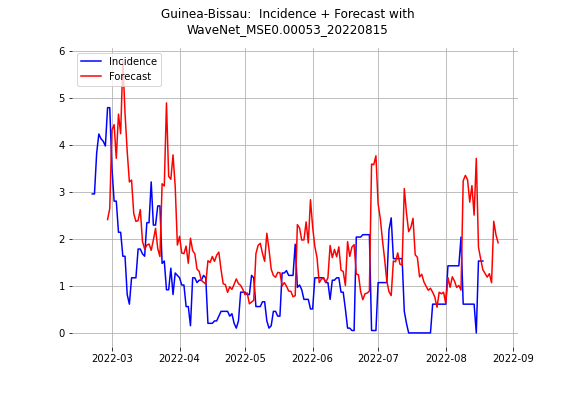 Guinea-Bissau:  Incidence + Forecast with
WaveNet_MSE0.00053_20220815
Incidence
Forecast
6
5
4
3
2
1
0
2022-03 2022-04 2022-05 2022-06 2022-07 2022-08 2022-09